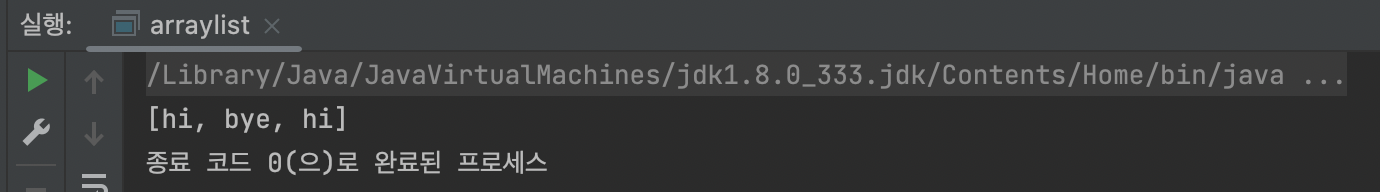 실행: arraylist
/Library/Java/JavaVirtualMachines/jdk1.8.0_333.jdk/Contents/Home/bin/java ...
[hi, bye, hi]
종료 코드 0(으)로 완료된 프로세스